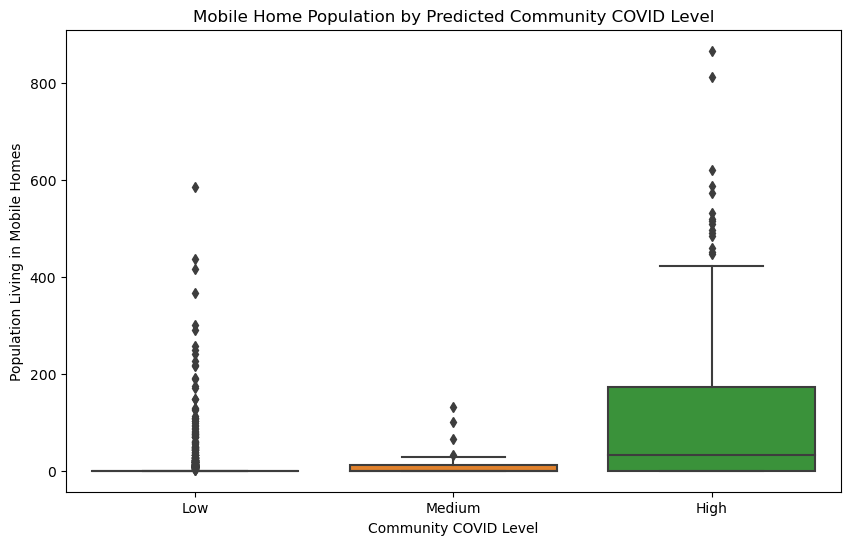 Mobile Home Population by Predicted Community COVID Level
Population Living in Mobile Homes
800
600
400
200
0
Low Medium High
Community COVID Level